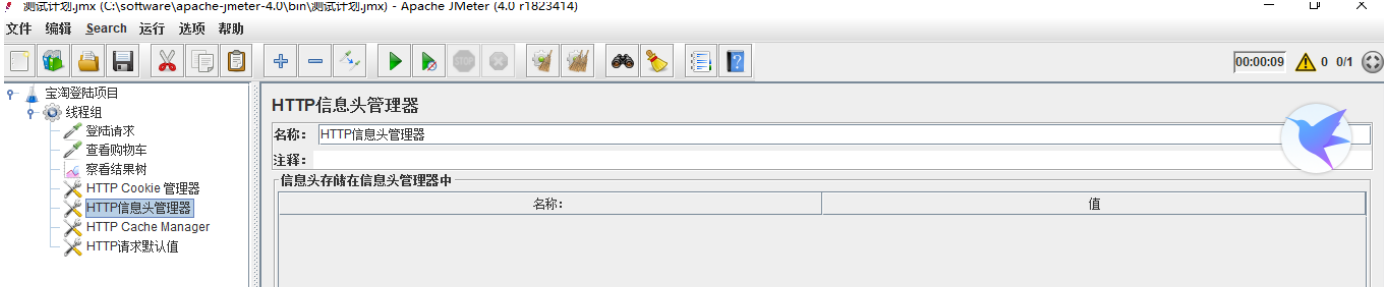 测试计划.jmx (C:\software\apache-jmeter-4.0\bin\测试计划.jmx) - Apache JMeter (4.0 r1823414)
文件 编辑 Search 运行 选项 帮助
STOP
00:00:09 0 0/1
宝淘登陆项目
线程组
登陆请求
查看购物车
察看结果树
HTTP Cookie 管理器
HTTP信息头管理器
HTTP Cache Manager
HTTP请求默认值
HTTP信息头管理器
名称: HTTP信息头管理器
注释:
信息头存储在信息头管理器中
名称: 值